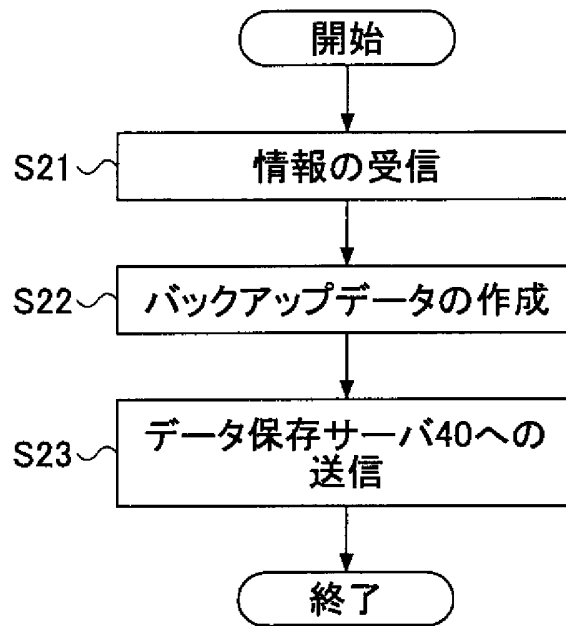 開始
S21
情報の受信
S22
バックアップデータの作成
S23
データ保存サーバ40への
送信
終了